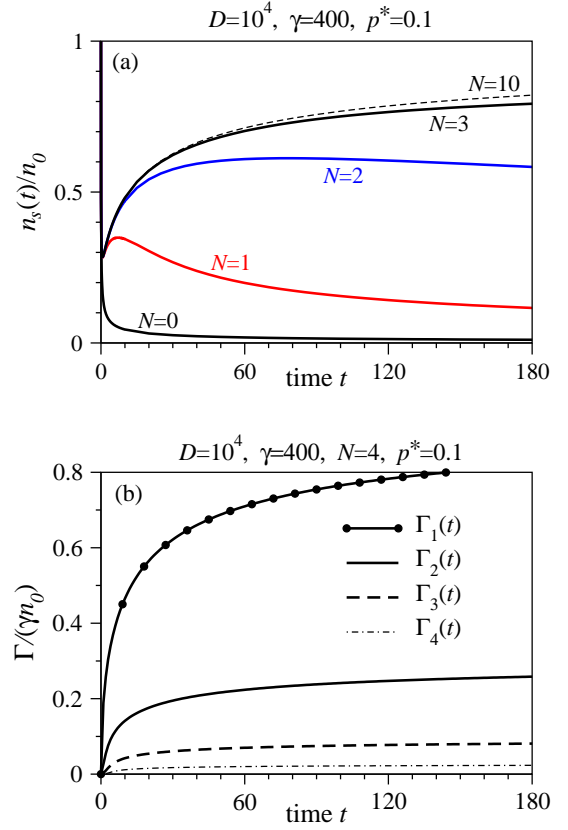 D=10^4, γ=400, p*=0.1
(a)
1
0.5
0
n_s(t)/n_0
N=10
N=3
N=2
N=1
N=0
0 60 120 180
time t
D=10^4, γ=400, N=4, p*=0.1
(b)
0.8
0.6
0.4
0.2
0
Γ/(γn_0)
Γ_1(t)
Γ_2(t)
Γ_3(t)
Γ_4(t)
0 60 120 180
time t